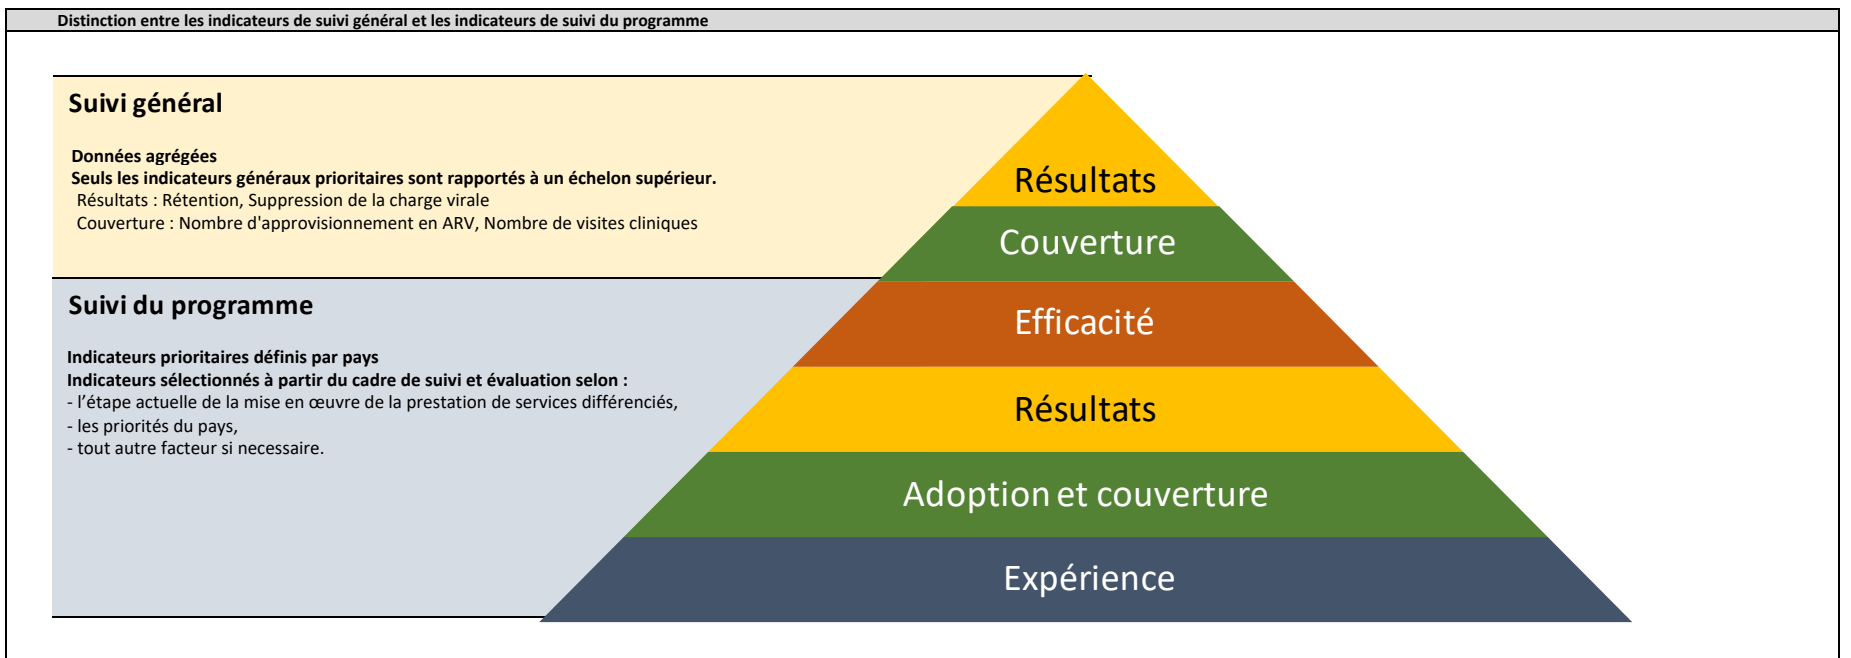 Distinction entre les indicateurs de suivi général et les indicateurs de suivi du programme
Suivi général
Données agrégées
Seuls les indicateurs généraux prioritaires sont rapportés à un échelon supérieur.
Résultats : Rétention, Suppression de la charge virale
Couverture : Nombre d'approvisionnement en ARV, Nombre de visites cliniques
Suivi du programme
Indicateurs prioritaires définis par pays
Indicateurs sélectionnés à partir du cadre de suivi et évaluation selon :
- l’étape actuelle de la mise en œuvre de la prestation de services différenciés,
- les priorités du pays,
- tout autre facteur si necessaire.
Résultats
Couverture
Efficacité
Résultats
Adoption et couverture
Expérience